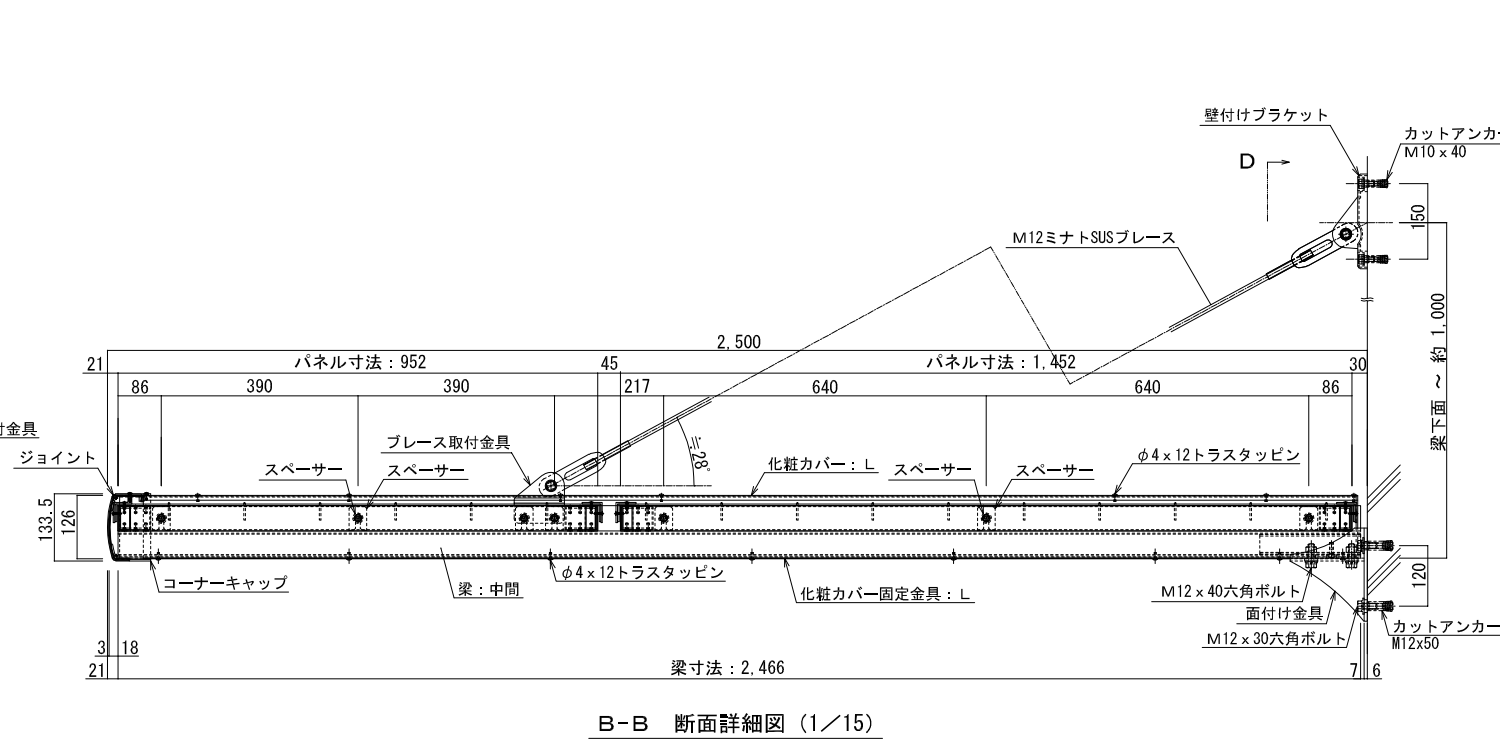 壁付けブラケット
カットアンカー
M10 x 40
D
150
M12ミナトSUSブレース
梁下面 ~ 約 1,000
2,500
21
パネル寸法：952
45
パネル寸法：1,452
30
86
390
390
217
640
640
86
付金具
ジョイント
ブレース取付金具
≒28°
スペーサー
スペーサー
化粧カバー：L
スペーサー
スペーサー
φ4 x 12トラスタッピン
133.5
126
コーナーキャップ
梁：中間
φ4 x 12トラスタッピン
化粧カバー固定金具：L
M12 x 40六角ボルト
面付け金具
M12 x 30六角ボルト
120
カットアンカー
M12x50
3
18
21
梁寸法：2,466
7
6
B-B 断面詳細図（1／15）